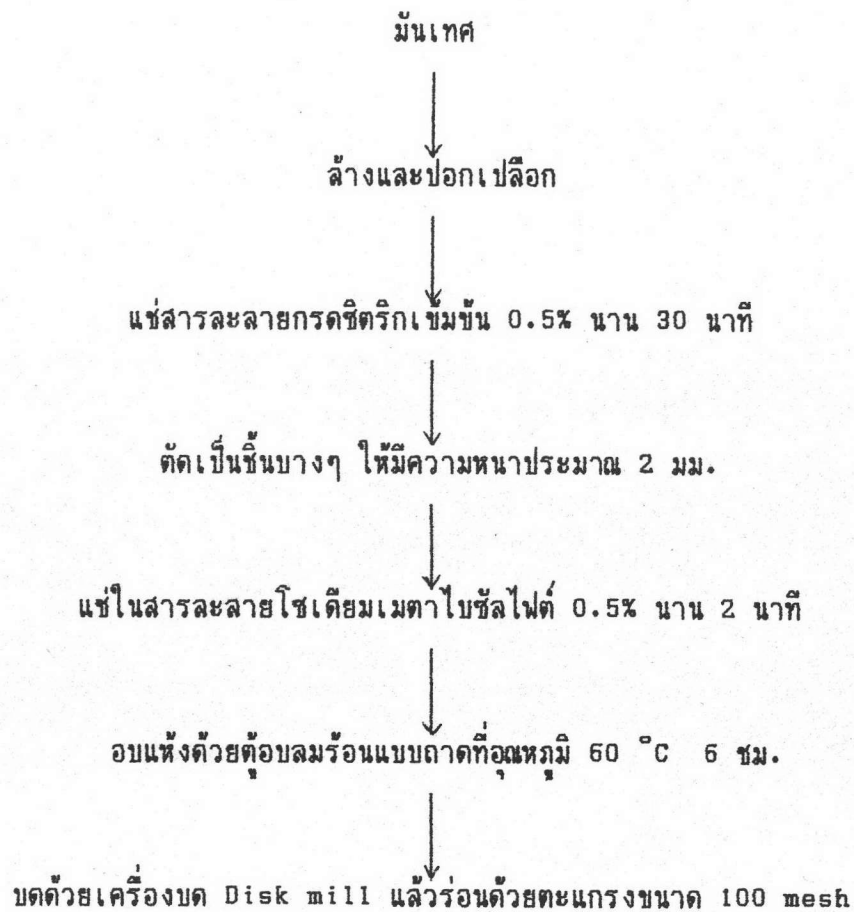 มันเทศ
ล้างและปอกเปลือก
แช่สารละลายกรดซิตริกเข้มข้น 0.5% นาน 30 นาที
ตัดเป็นชิ้นบางๆ ให้มีความหนาประมาณ 2 มม.
แช่ในสารละลายโซเดียมเมตาไบซัลไฟต์ 0.5% นาน 2 นาที
อบแห้งด้วยตู้อบลมร้อนแบบถาดที่อุณหภูมิ 60 °C 6 ชม.
บดด้วยเครื่องบด Disk mill แล้วร่อนด้วยตะแกรงขนาด 100 mesh